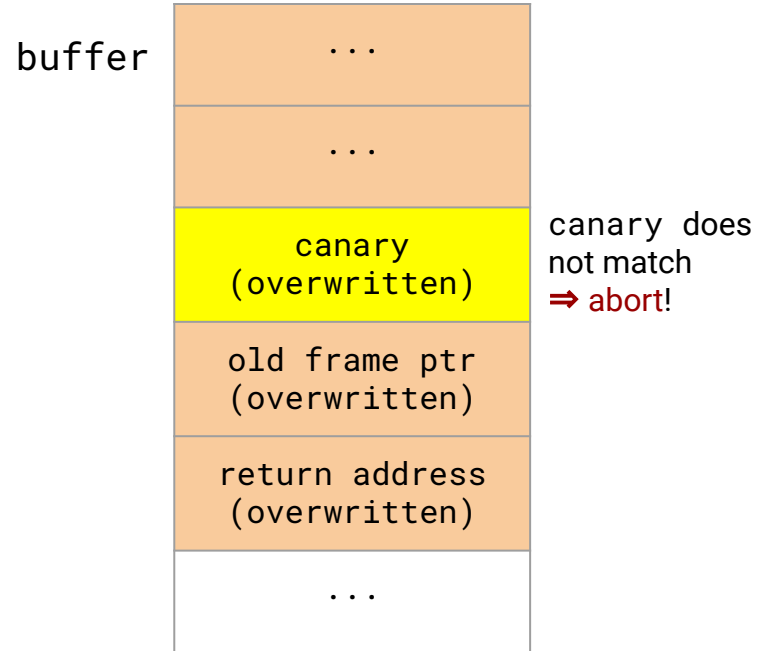 buffer
...
...
canary
(overwritten)
canary does
not match
⇒ abort!
old frame ptr
(overwritten)
return address
(overwritten)
...